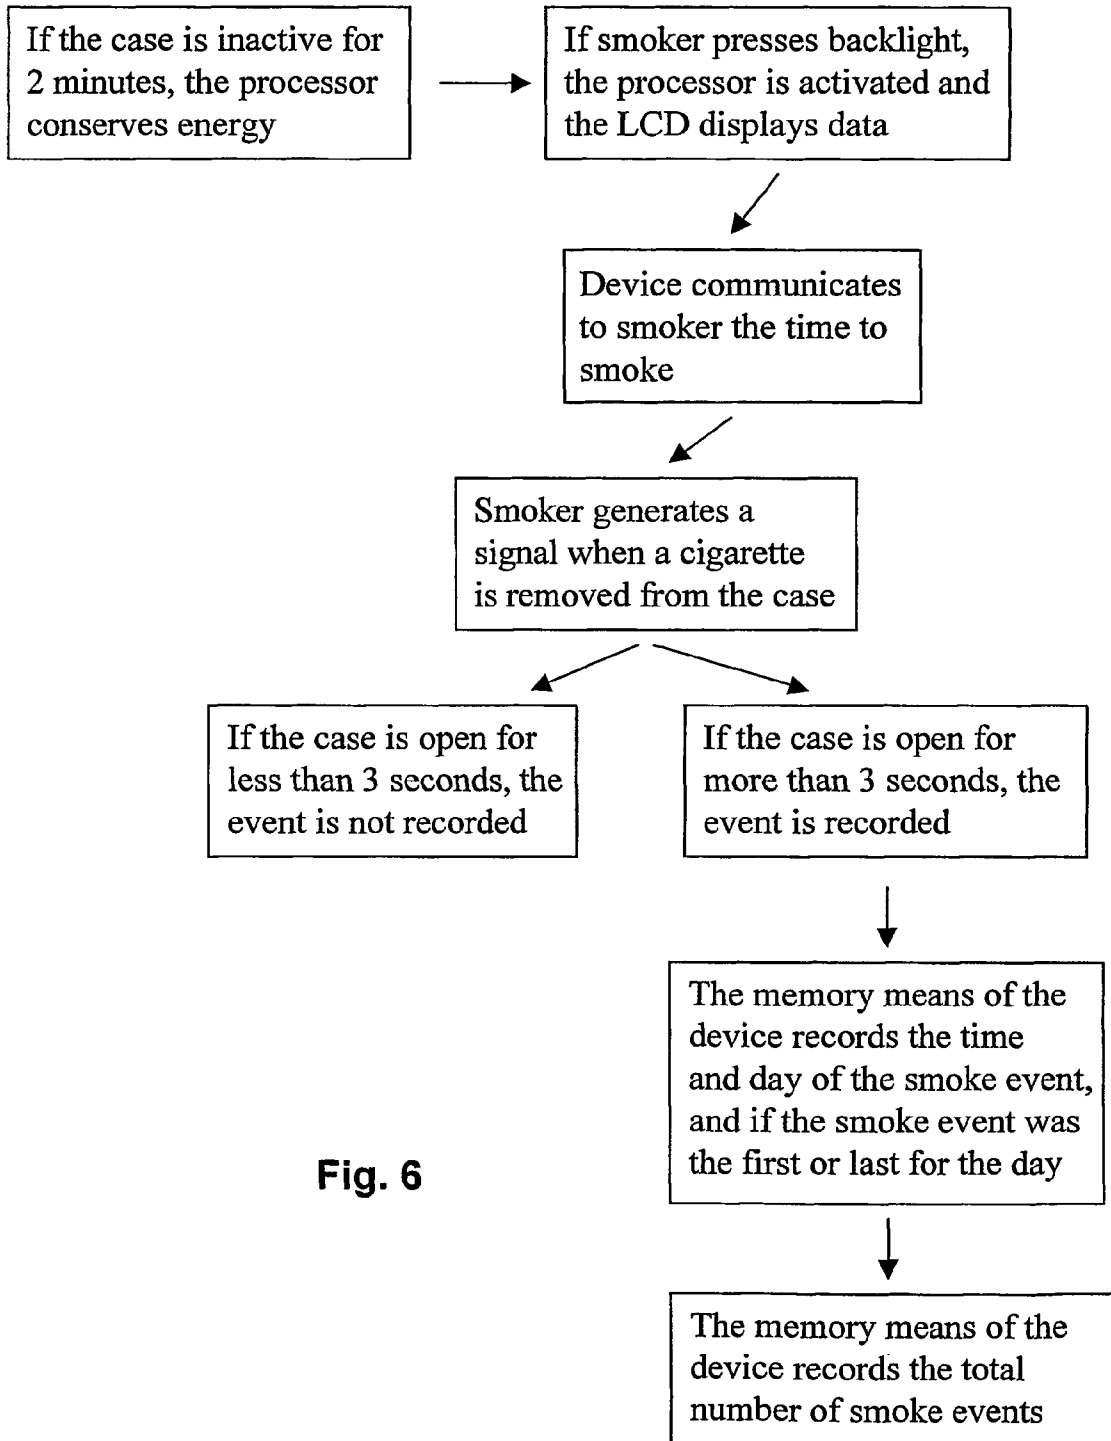 If the case is inactive for
2 minutes, the processor
conserves energy
If smoker presses backlight,
the processor is activated and
the LCD displays data
Device communicates
to smoker the time to
smoke
Smoker generates a
signal when a cigarette
is removed from the case
If the case is open for
less than 3 seconds, the
event is not recorded
If the case is open for
more than 3 seconds, the
event is recorded
The memory means of the
device records the time
and day of the smoke event,
and if the smoke event was
the first or last for the day
Fig. 6
The memory means of the
device records the total
number of smoke events